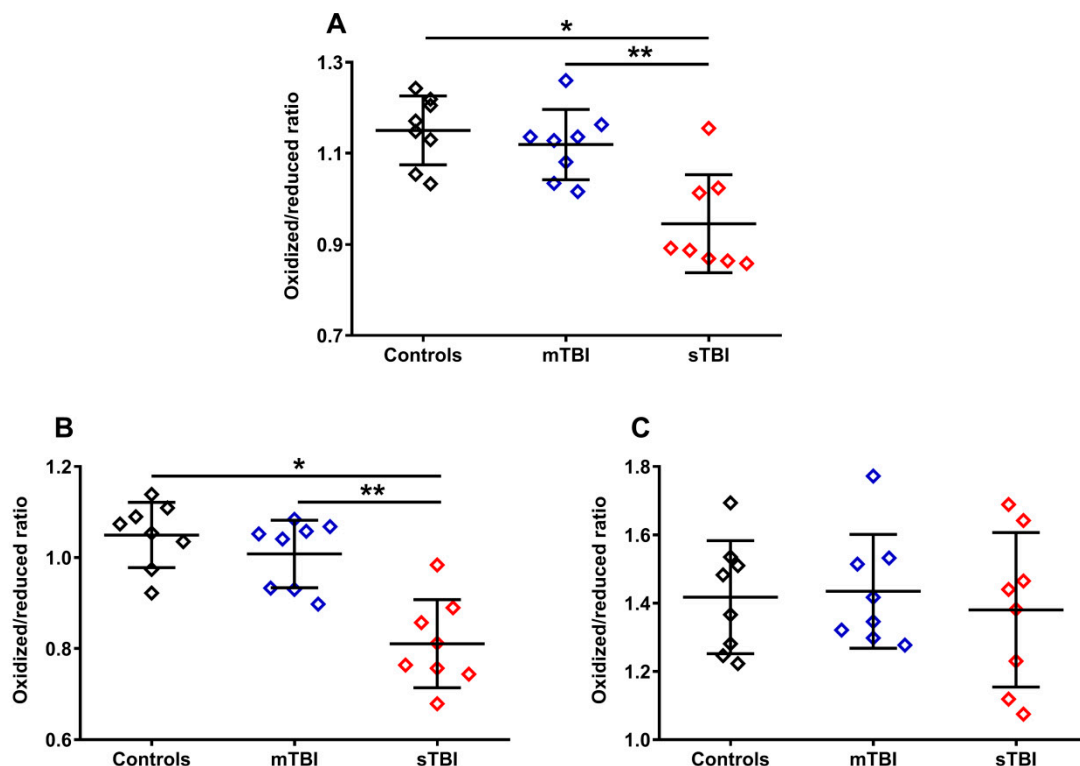 A
*
**
1.3
1.1
0.9
0.7
Oxidized/reduced ratio
Controls mTBI sTBI
B
*
**
1.2
1.0
0.8
0.6
Oxidized/reduced ratio
Controls mTBI sTBI
C
1.8
1.6
1.4
1.2
1.0
Oxidized/reduced ratio
Controls mTBI sTBI